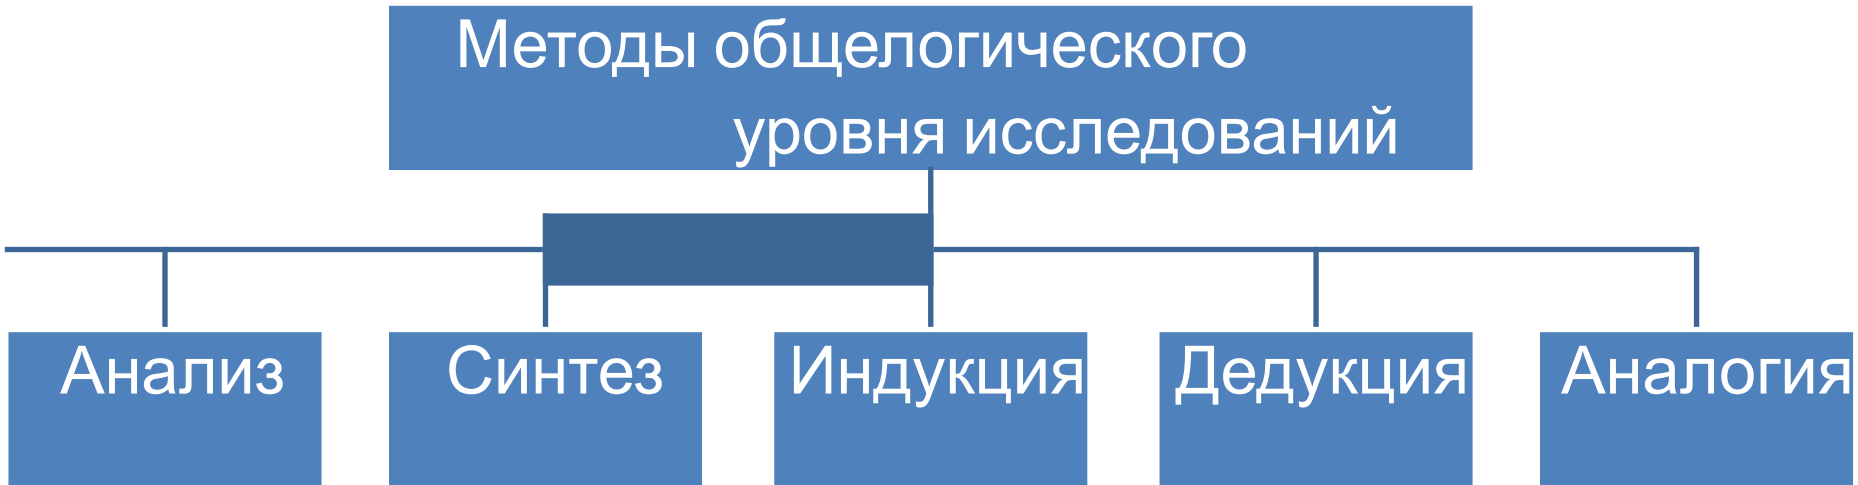 Методы общелогического
уровня исследований
Анализ
Синтез
Индукция
Дедукция
Аналогия